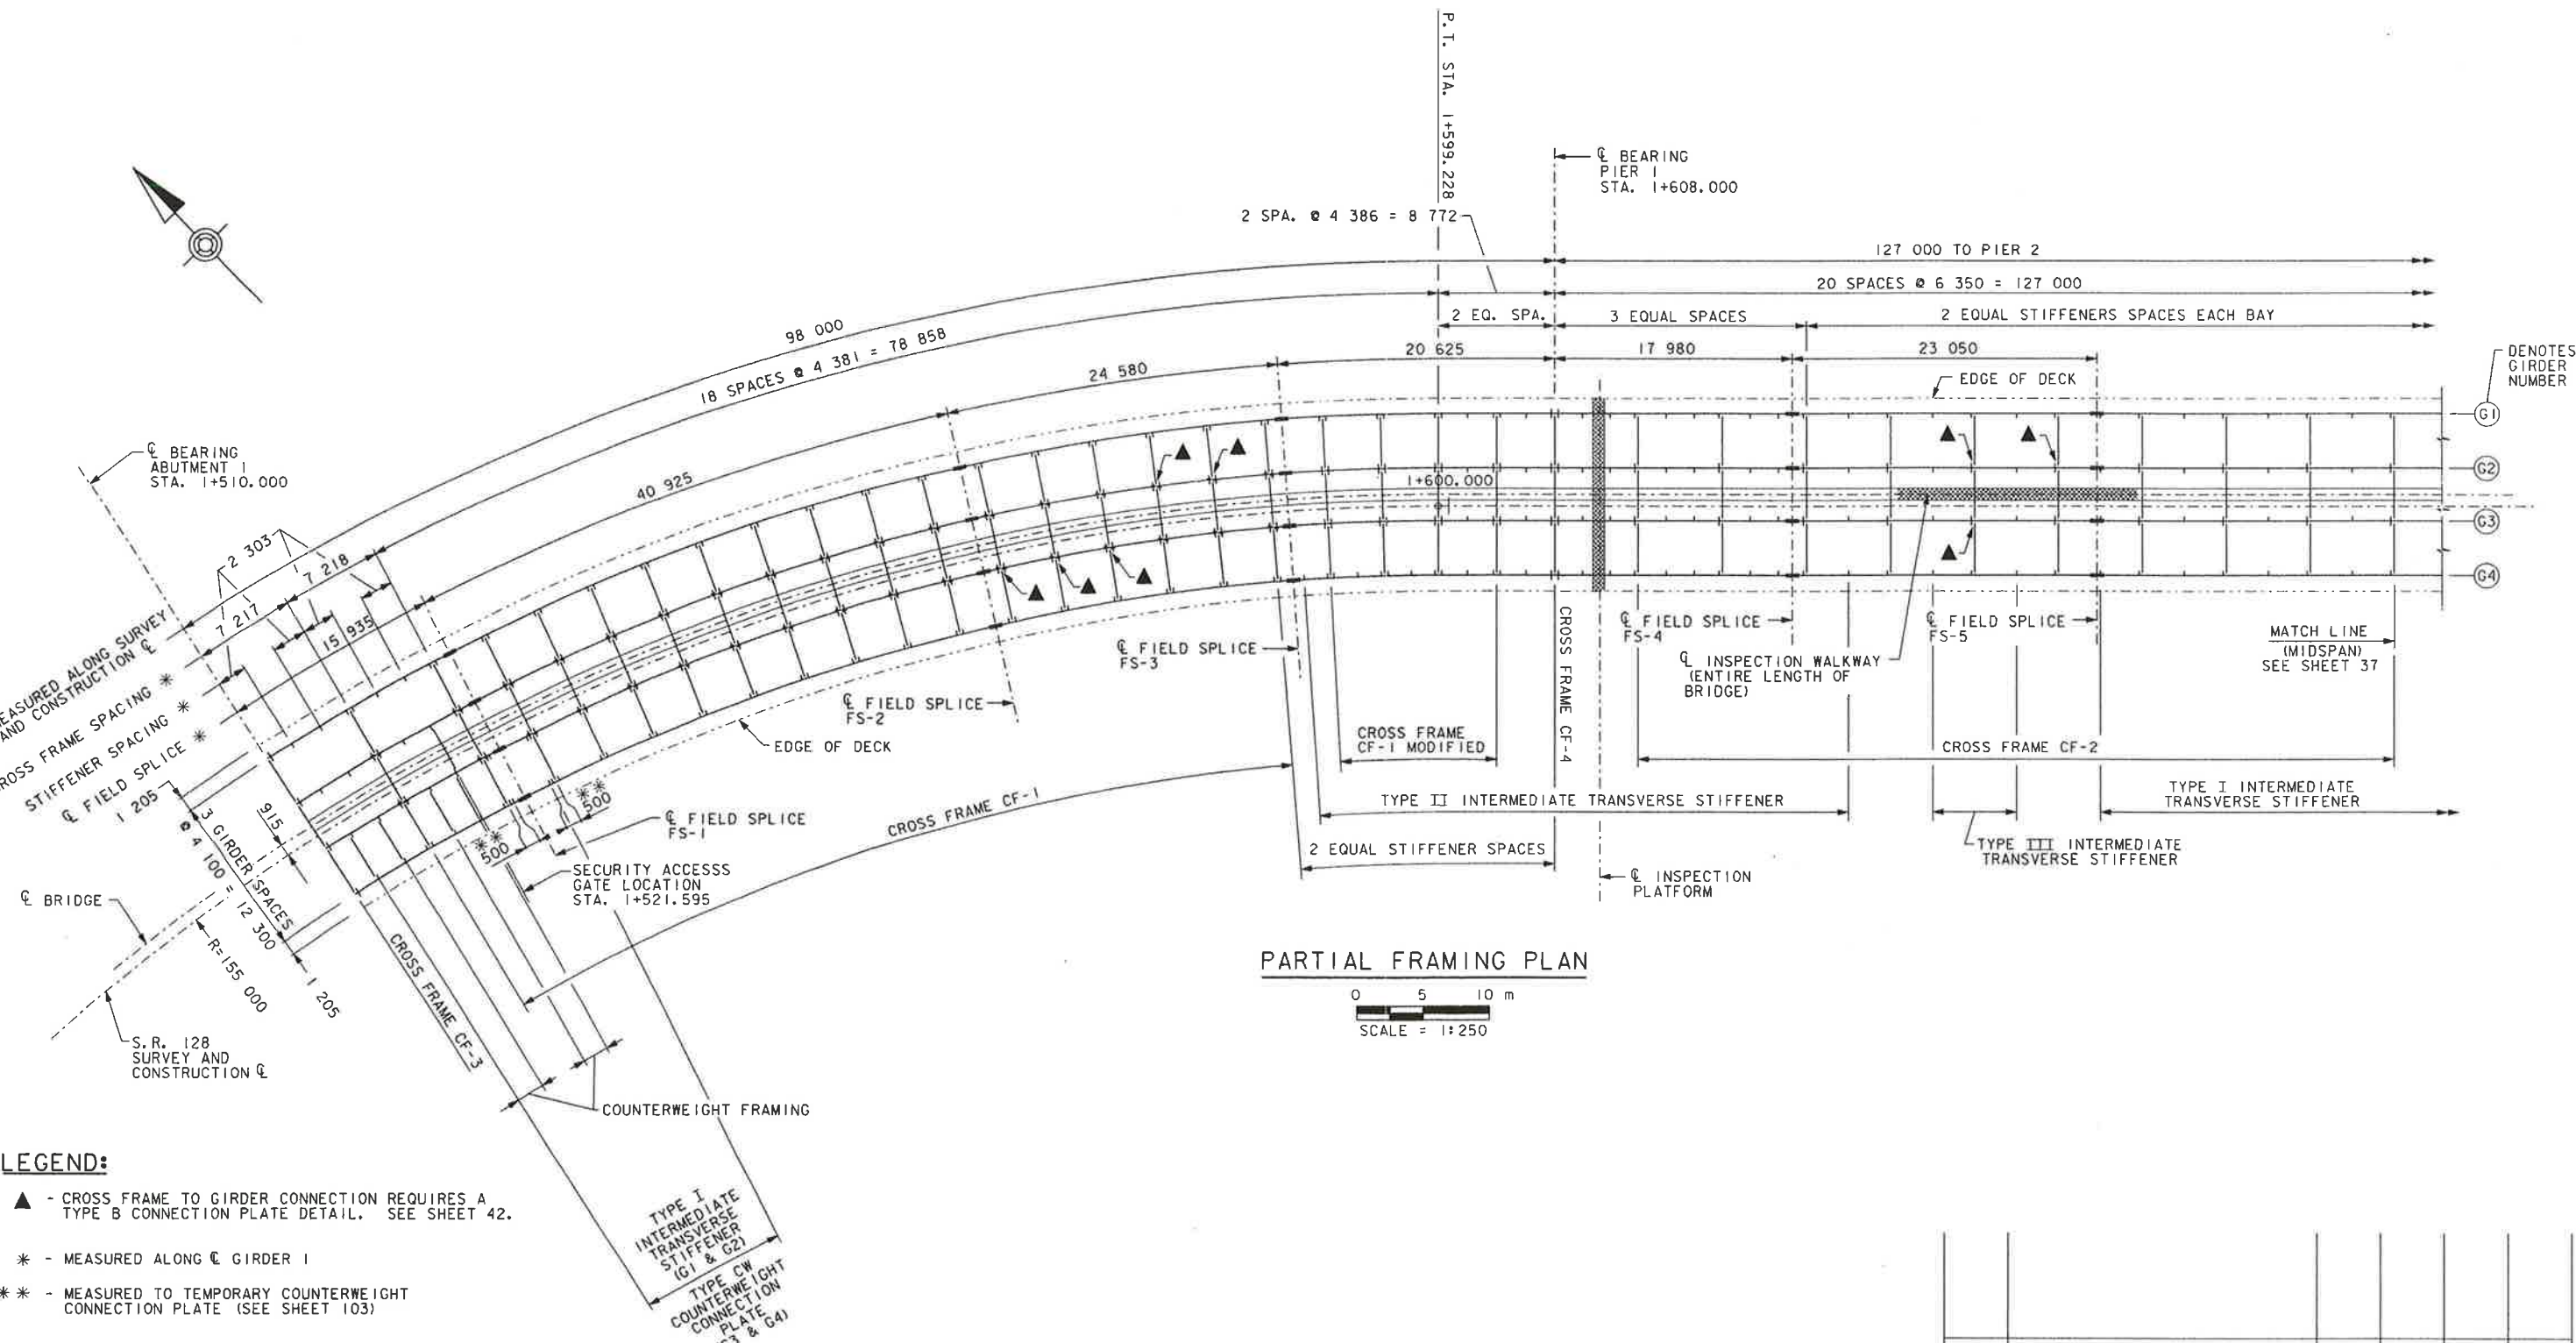 P.T. STA. 1+599.228
℄ BEARING
PIER 1
STA. 1+608.000
2 SPA. @ 4 386 = 8 772
127 000 TO PIER 2
98 000
20 SPACES @ 6 350 = 127 000
18 SPACES @ 4 381 = 78 858
2 EQ. SPA.
3 EQUAL SPACES
2 EQUAL STIFFENERS SPACES EACH BAY
24 580
20 625
17 980
23 050
DENOTES
GIRDER
NUMBER
EDGE OF DECK
G1
G2
G3
G4
℄ BEARING
ABUTMENT 1
STA. 1+510.000
40 925
1+600.000
2 303
7 218
7 217
15 935
MEASURED ALONG SURVEY
AND CONSTRUCTION ℄
CROSS FRAME SPACING *
STIFFENER SPACING *
℄ FIELD SPLICE *
1 205
3 GIRDER SPACES
@ 4 100 = 12 300
915
1 205
℄ BRIDGE
R=155 000
S.R. 128
SURVEY AND
CONSTRUCTION ℄
℄ FIELD SPLICE
FS-1
℄ FIELD SPLICE
FS-2
℄ FIELD SPLICE
FS-3
℄ FIELD SPLICE
FS-4
℄ FIELD SPLICE
FS-5
EDGE OF DECK
** 500
** 500
SECURITY ACCESSS
GATE LOCATION
STA. 1+521.595
CROSS FRAME CF-1
CROSS FRAME
CF-1 MODIFIED
CROSS FRAME CF-4
℄ INSPECTION WALKWAY
(ENTIRE LENGTH OF
BRIDGE)
MATCH LINE
(MIDSPAN)
SEE SHEET 37
CROSS FRAME CF-2
TYPE II INTERMEDIATE TRANSVERSE STIFFENER
TYPE I INTERMEDIATE
TRANSVERSE STIFFENER
2 EQUAL STIFFENER SPACES
TYPE III INTERMEDIATE
TRANSVERSE STIFFENER
℄ INSPECTION
PLATFORM
CROSS FRAME CF-3
COUNTERWEIGHT FRAMING
TYPE I
INTERMEDIATE
TRANSVERSE
STIFFENER
(G1 & G2)
TYPE CW
COUNTERWEIGHT
CONNECTION
PLATE
G3 & G4)
PARTIAL FRAMING PLAN
0 5 10 m
SCALE = 1:250
LEGEND:
▲ - CROSS FRAME TO GIRDER CONNECTION REQUIRES A
TYPE B CONNECTION PLATE DETAIL. SEE SHEET 42.
* - MEASURED ALONG ℄ GIRDER 1
** - MEASURED TO TEMPORARY COUNTERWEIGHT
CONNECTION PLATE (SEE SHEET 103)